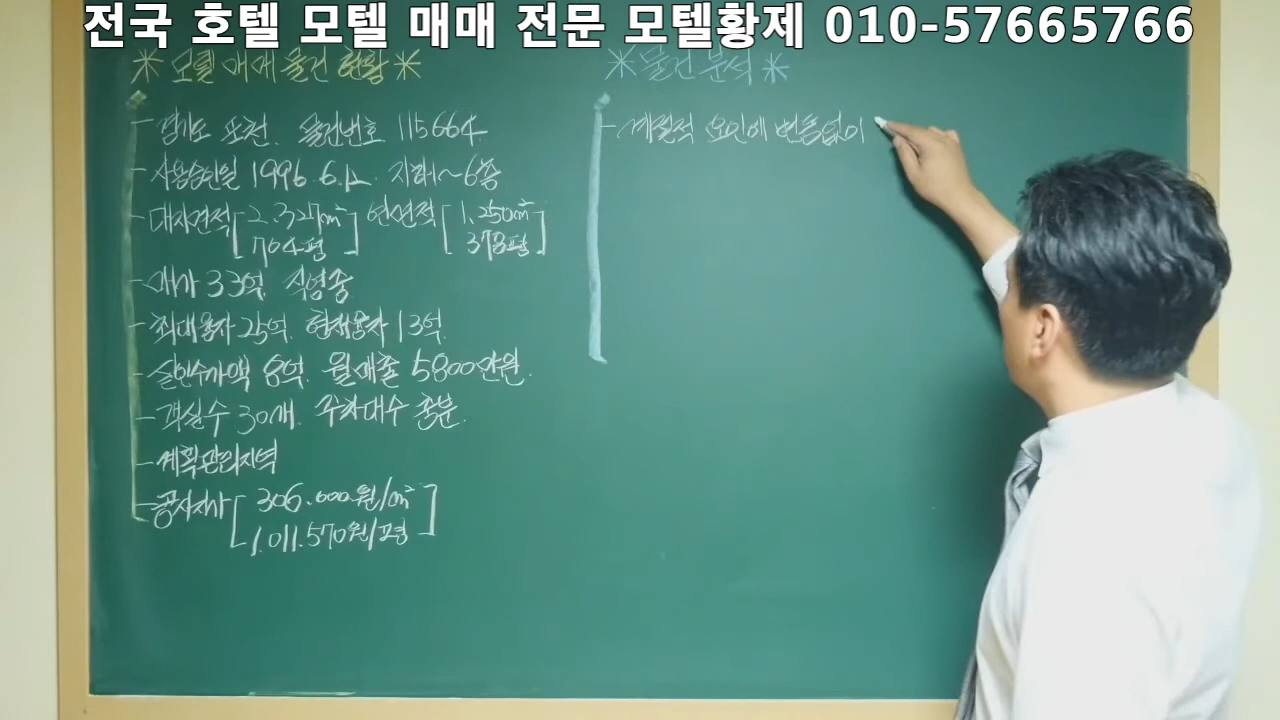 전국 호텔 모텔 매매 전문 모텔황제 010-57665766
* 모텔 매매 물건 현황 *
- 경기도 포천. 물건번호 115664
- 사용승인일 1996.6.12. 지하1~6층
- 대지면적 [2.327㎡ 704평] 연면적 [1.250㎡ 378평]
- 매가 33억. 직영중
- 최대융자 25억. 현재융자 13억.
- 실인수가액 8억. 월매출 5800만원.
- 객실수 30개. 주차대수 충분.
- 계획관리지역
- 공시지가 [306.000원/㎡ 1.011.570원/평]
* 물건 분석 *
- 계절적 요인에 변동없이